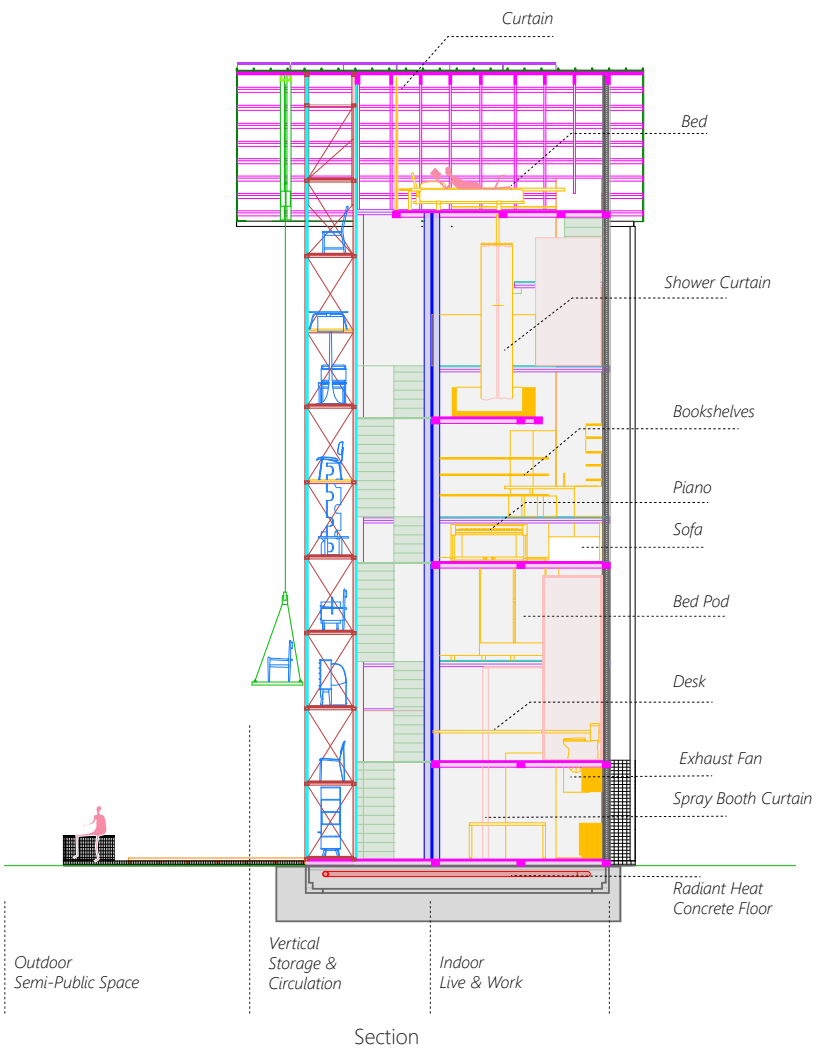 Curtain
Bed
Shower Curtain
Bookshelves
Piano
Sofa
Bed Pod
Desk
Exhaust Fan
Spray Booth Curtain
Radiant Heat
Concrete Floor
Outdoor
Semi-Public Space
Vertical
Storage &
Circulation
Indoor
Live & Work
Section